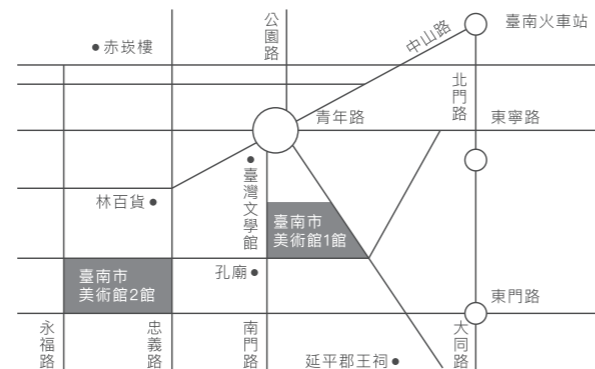 公園路
中山路
臺南火車站
赤崁樓
北門路
青年路
東寧路
臺灣文學館
林百貨
臺南市
美術館1館
孔廟
臺南市
美術館2館
東門路
永福路
忠義路
南門路
大同路
延平郡王祠